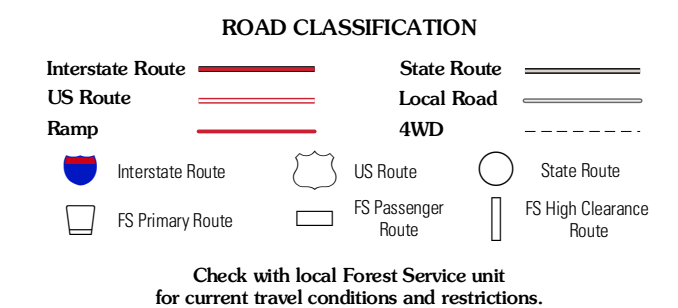 ROAD CLASSIFICATION
Interstate Route
State Route
US Route
Local Road
Ramp
4WD
Interstate Route
US Route
State Route
FS Primary Route
FS Passenger
Route
FS High Clearance
Route
Check with local Forest Service unit
for current travel conditions and restrictions.